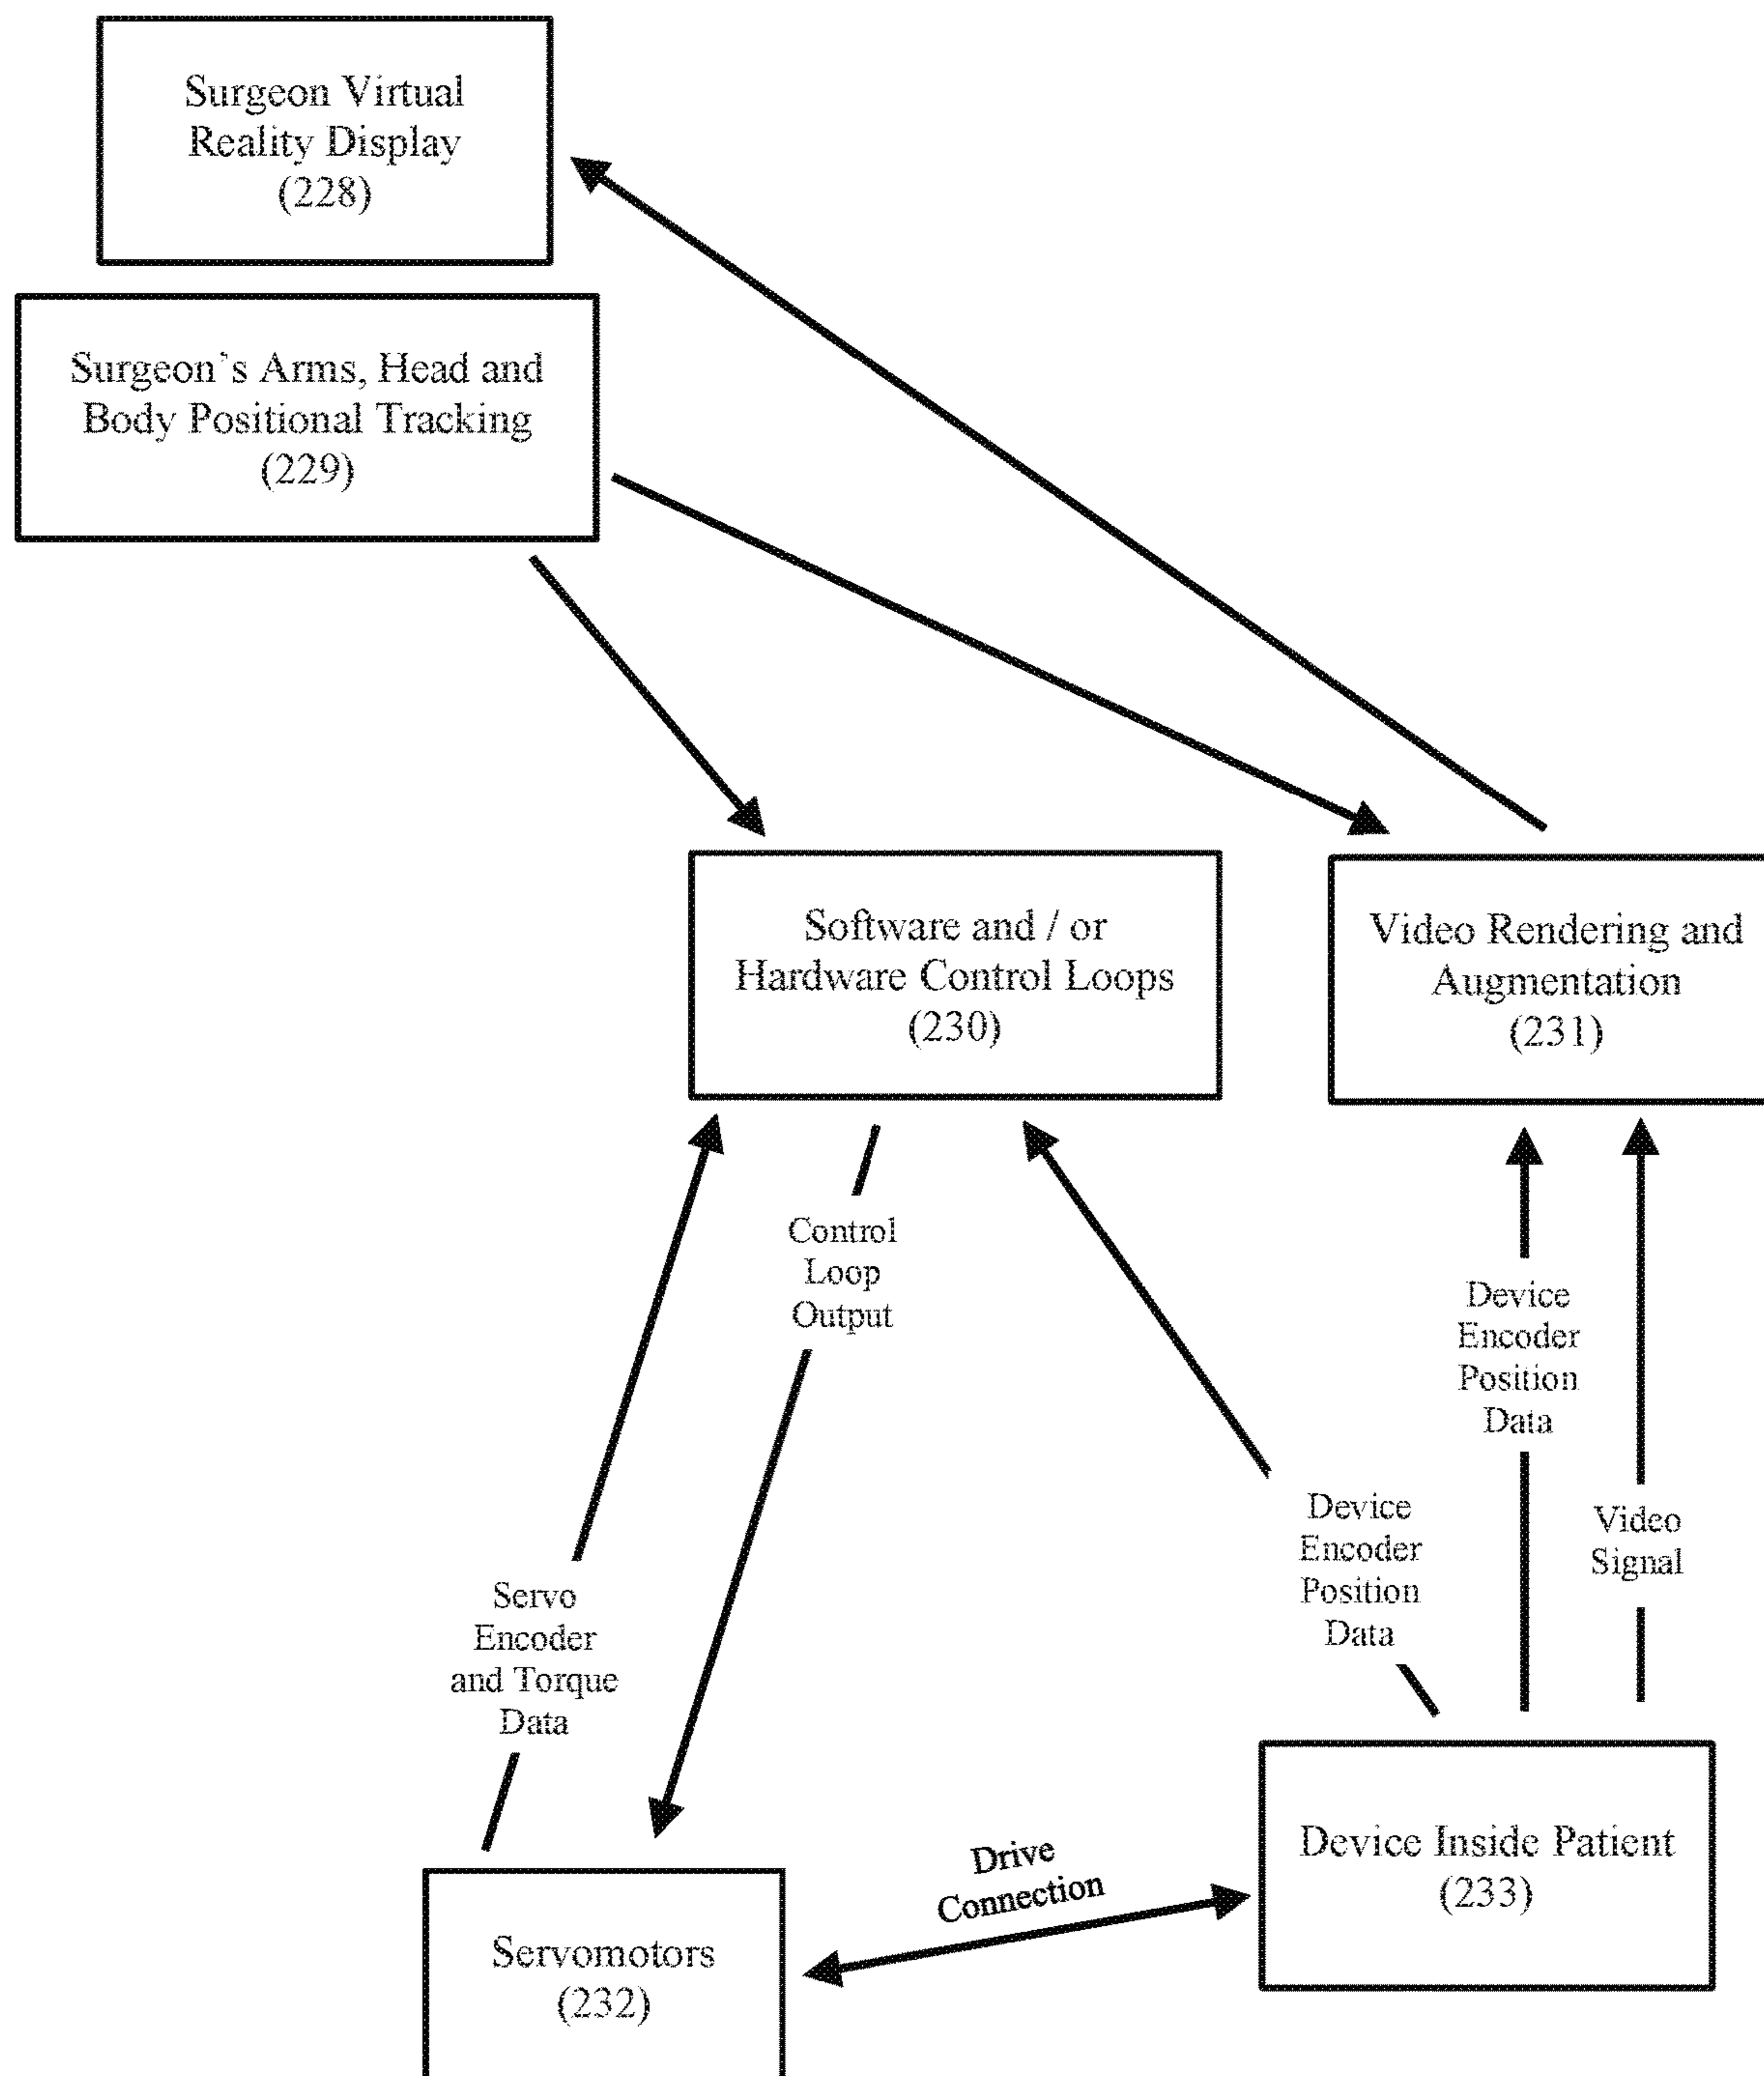 Surgeon Virtual
Reality Display
(228)
Surgeon's Arms, Head and
Body Positional Tracking
(229)
Software and / or
Hardware Control Loops
(230)
Video Rendering and
Augmentation
(231)
Control
Loop
Output
Device
Encoder
Position
Data
Device
Encoder
Position
Data
Video
Signal
Servo
Encoder
and Torque
Data
Drive
Connection
Device Inside Patient
(233)
Servomotors
(232)